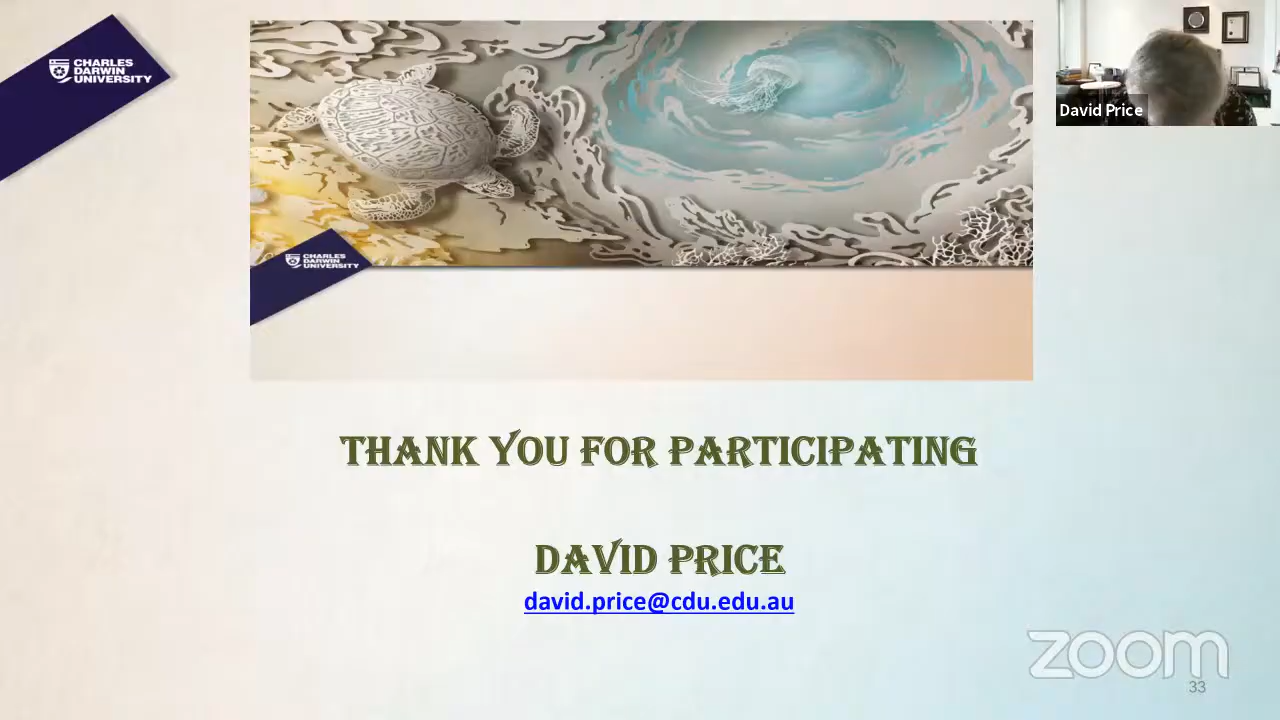 CHARLES
DARWIN
UNIVERSITY
David Price
CHARLES
DARWIN
UNIVERSITY
THANK YOU FOR PARTICIPATING
DAVID PRICE
david.price@cdu.edu.au
zoom
33